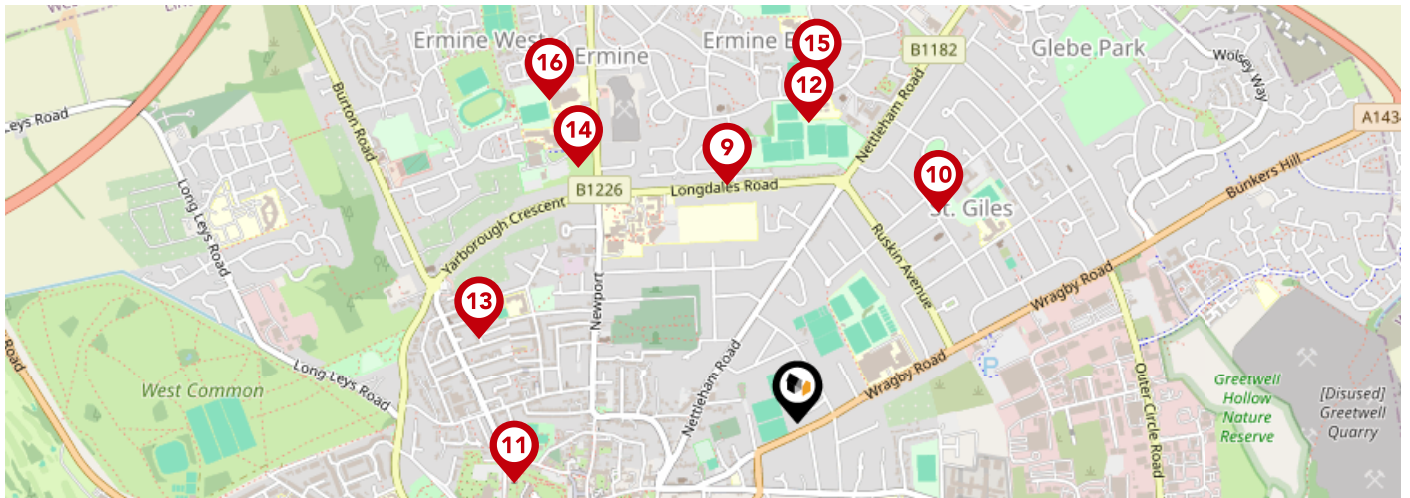 Ermine West
Ermine
Ermine E
B1182
Glebe Park
Wolsey Way
Leys Road
Burton Road
Nettleham Road
A1434
16
15
12
14
9
10
Bunkers Hill
B1226
Longdales Road
St. Giles
Long Leys Road
Yarborough Crescent
Ruskin Avenue
Wragby Road
13
Newport
P
West Common
Long Leys Road
Nettleham Road
Wragby Road
Outer Circle Road
Greetwell
Hollow
Nature
Reserve
[Disused]
Greetwell
Quarry
Road
11